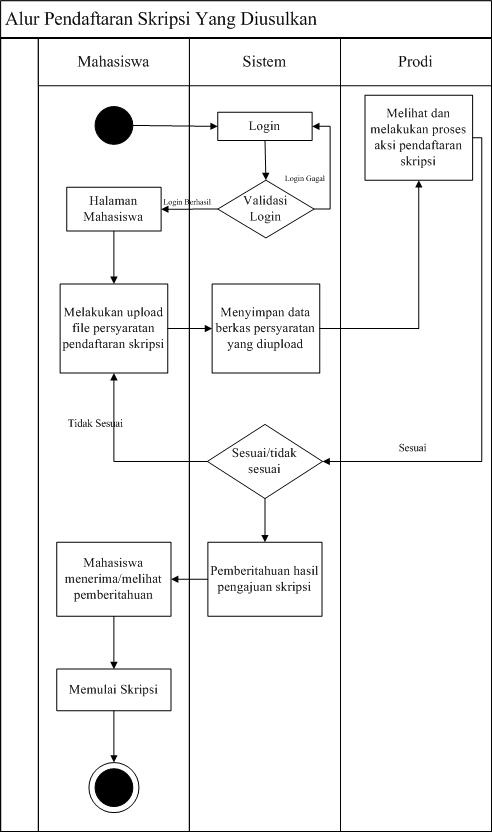 Alur Pendaftaran Skripsi Yang Diusulkan
Mahasiswa
Sistem
Prodi
Login
Melihat dan
melakukan proses
aksi pendaftaran
skripsi
Login Gagal
Halaman
Mahasiswa
Login Berhasil
Validasi
Login
Melakukan upload
file persyaratan
pendaftaran skripsi
Menyimpan data
berkas persyaratan
yang diupload
Tidak Sesuai
Sesuai/tidak
sesuai
Sesuai
Mahasiswa
menerima/melihat
pemberitahuan
Pemberitahuan hasil
pengajuan skripsi
Memulai Skripsi